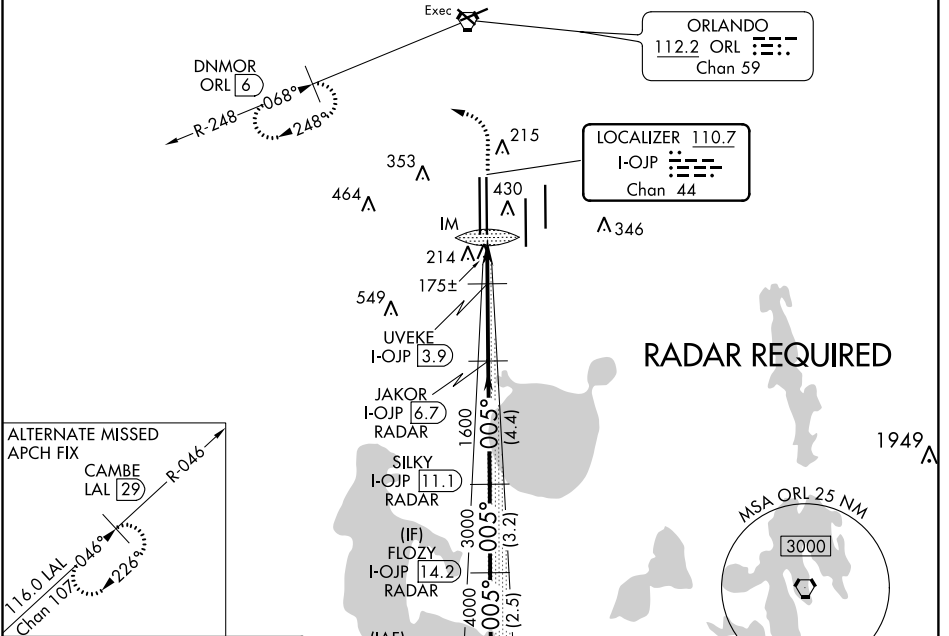 Exec
ORLANDO
112.2 ORL
Chan 59
DNMOR
ORL 6
068°
R-248
248°
LOCALIZER 110.7
I-OJP
Chan 44
215
353
464
430
346
IM
214
175±
549
UVEKE
I-OJP 3.9
RADAR REQUIRED
JAKOR
I-OJP 6.7
RADAR
1600
005°
(4.4)
SILKY
I-OJP 11.1
RADAR
3000
005°
(3.2)
(IF)
FLOZY
I-OJP 14.2
RADAR
4000
005°
(2.5)
(IAF)
ALTERNATE MISSED
APCH FIX
CAMBE
LAL 29
R-046
046°
226°
116.0 LAL
Chan 107
1949
MSA ORL 25 NM
3000